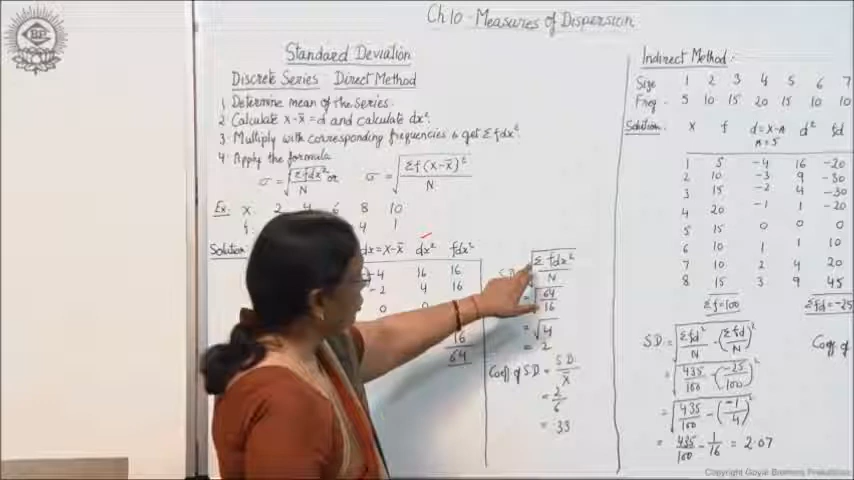 Ch 10 - Measures of Dispersion
Standard Deviation
Discrete Series Direct Method
1 Determine mean of the series.
2 Calculate x-x̄ = d and calculate dx².
3 Multiply with corresponding frequencies & get Σfdx².
4 Apply the formula
σ = √(Σfdx²/N) or σ = √(Σf(x-x̄)²/N)
Ex. x 2 4 6 8 10
4 1
Solution dx=x-x̄ dx² fdx²
-4 16 16
-2 4 16
0 0
16
64
S.D. = √(Σfdx²/N)
= √(64/16)
= √4
= 2
Coeff of S.D = S.D./x̄
= 2/6
= .33
Indirect Method:
Size 1 2 3 4 5 6 7
Freq. 5 10 15 20 15 10 10
Solution x f d=x-A d² fd
A=5
1 5 -4 16 -20
2 10 -3 9 -30
3 15 -2 4 -30
4 20 -1 1 -20
5 15 0 0 0
6 10 1 1 10
7 10 2 4 20
8 15 3 9 45
Σf=100 Σfd=-25
S.D = √(Σfd²/N - (Σfd/N)²)
= √(435/100 - (-25/100)²)
= √(435/100 - (-1/4)²)
= 435/100 - 1/16 = 2.07
Coeff of
Copyright Goyal Brothers Prakashan